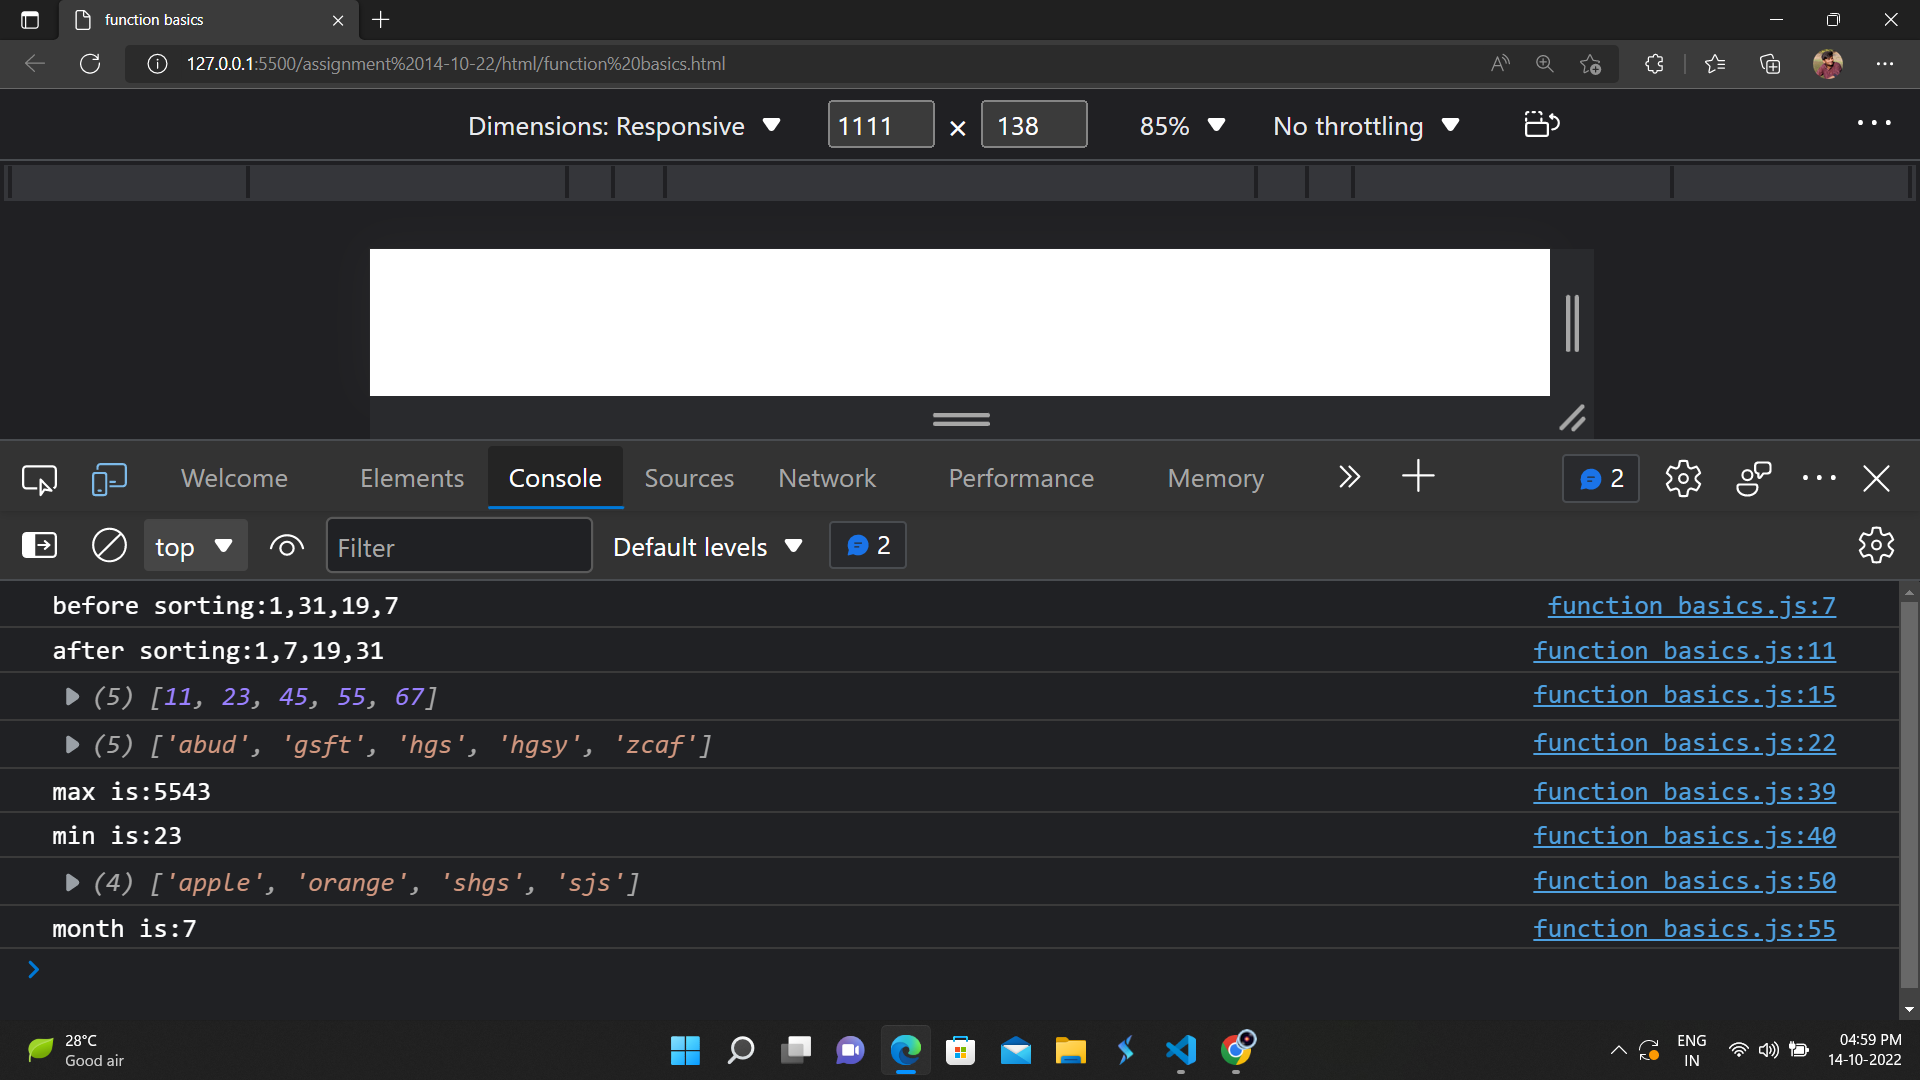 function basics
127.0.0.1:5500/assignment%2014-10-22/html/function%20basics.html
Dimensions: Responsive 1111 × 138 85% No throttling
Welcome Elements Console Sources Network Performance Memory 2
top Filter Default levels 2
before sorting:1,31,19,7 function basics.js:7
after sorting:1,7,19,31 function basics.js:11
(5) [11, 23, 45, 55, 67] function basics.js:15
(5) ['abud', 'gsft', 'hgs', 'hgsy', 'zcaf'] function basics.js:22
max is:5543 function basics.js:39
min is:23 function basics.js:40
(4) ['apple', 'orange', 'shgs', 'sjs'] function basics.js:50
month is:7 function basics.js:55
28°C ENG 04:59 PM
Good air IN 14-10-2022